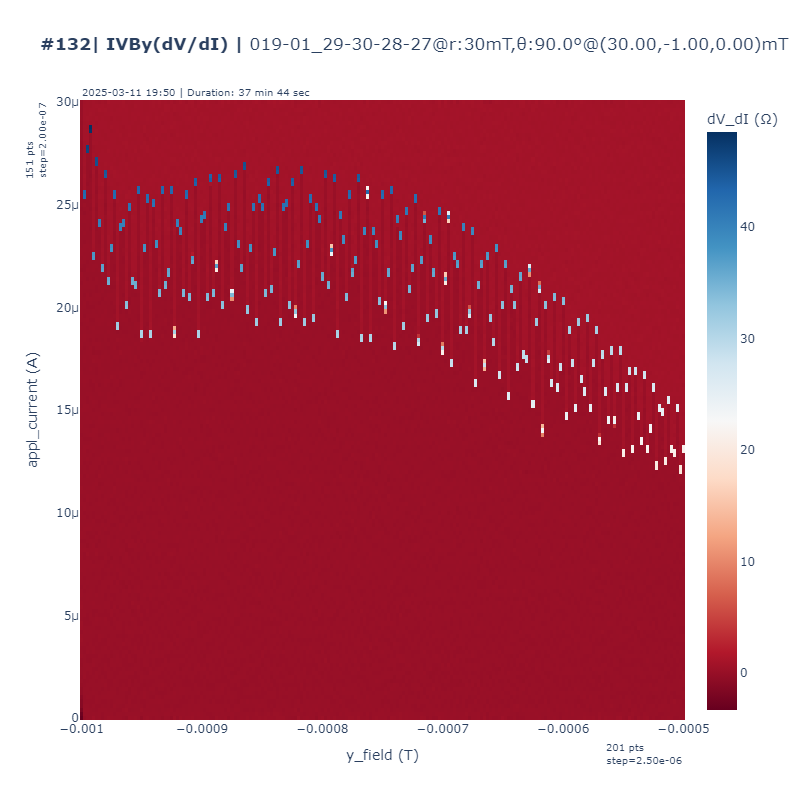 #132| IVBy(dV/dI) | 019-01_29-30-28-27@r:30mT,θ:90.0º@(30.00,-1.00,0.00)mT
2025-03-11 19:50 | Duration: 37 min 44 sec
151 pts
step=2.00e-07
30μ
25μ
20μ
15μ
10μ
5μ
0
appl_current (A)
−0.001
−0.0009
−0.0008
−0.0007
−0.0006
−0.0005
y_field (T)
201 pts
step=2.50e-06
dV_dI (Ω)
40
30
20
10
0